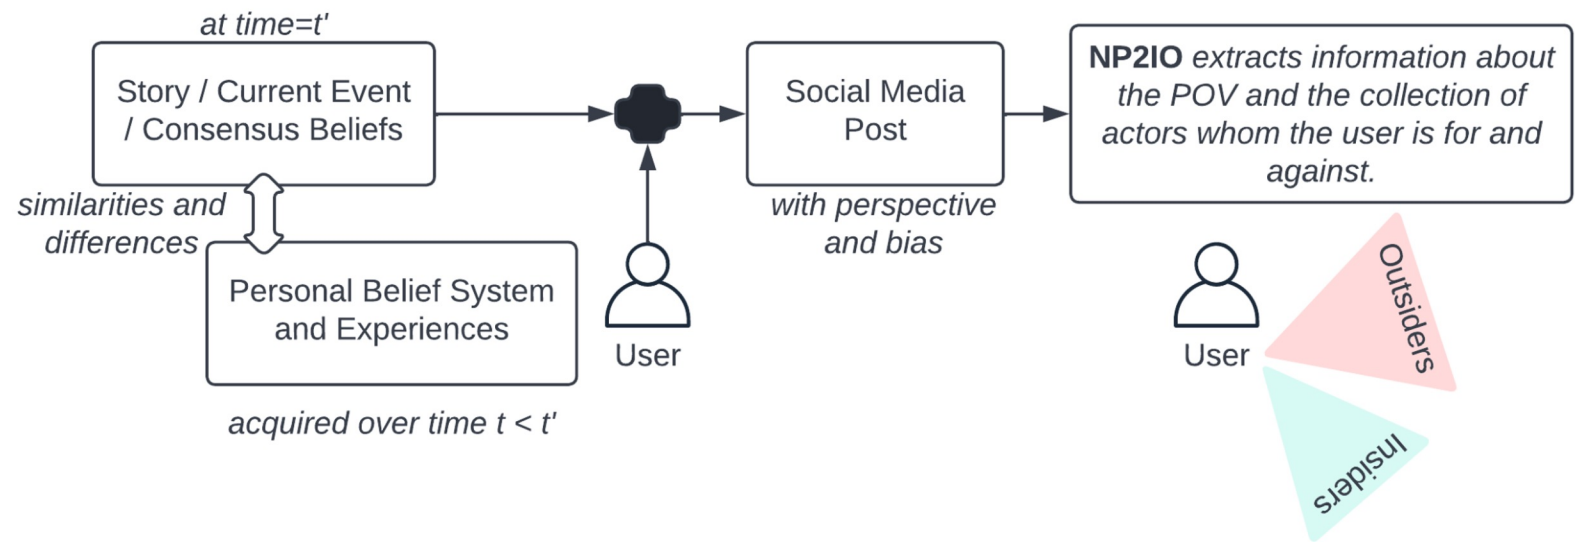 at time=t'
Story / Current Event
/ Consensus Beliefs
similarities and
differences
Personal Belief System
and Experiences
acquired over time t < t'
User
Social Media
Post
with perspective
and bias
NP2IO extracts information about
the POV and the collection of
actors whom the user is for and
against.
User
Outsiders
Insiders